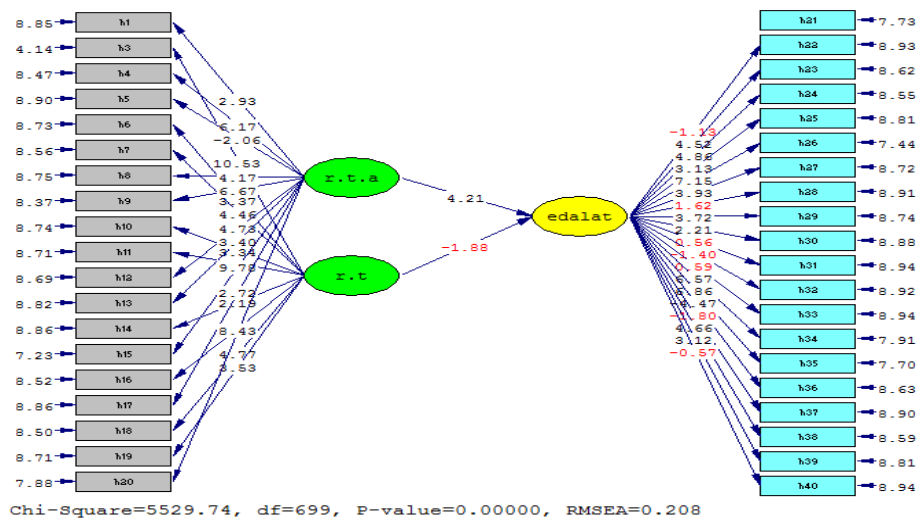 8.85 h1
4.14 h3
8.47 h4
8.90 h5
8.73 h6
8.56 h7
8.75 h8
8.37 h9
8.74 h10
8.71 h11
8.69 h12
8.82 h13
8.86 h14
7.23 h15
8.52 h16
8.86 h17
8.50 h18
8.71 h19
7.88 h20
2.93
6.17
-2.06
10.53
4.17
6.67
3.37
4.46
4.73
3.40
3.34
9.78
2.72
2.19
8.43
4.77
3.53
r.t.a
r.t
4.21
-1.88
edalat
-1.13
4.52
4.86
3.13
7.15
3.93
1.62
3.72
2.21
0.56
-1.40
0.59
6.57
-4.47
-1.80
4.66
3.12
-0.57
h21 7.73
h22 8.93
h23 8.62
h24 8.55
h25 8.81
h26 7.44
h27 8.72
h28 8.91
h29 8.74
h30 8.88
h31 8.94
h32 8.92
h33 8.94
h34 7.91
h35 7.70
h36 8.63
h37 8.90
h38 8.59
h39 8.81
h40 8.94
Chi-Square=5529.74, df=699, P-value=0.00000, RMSEA=0.208